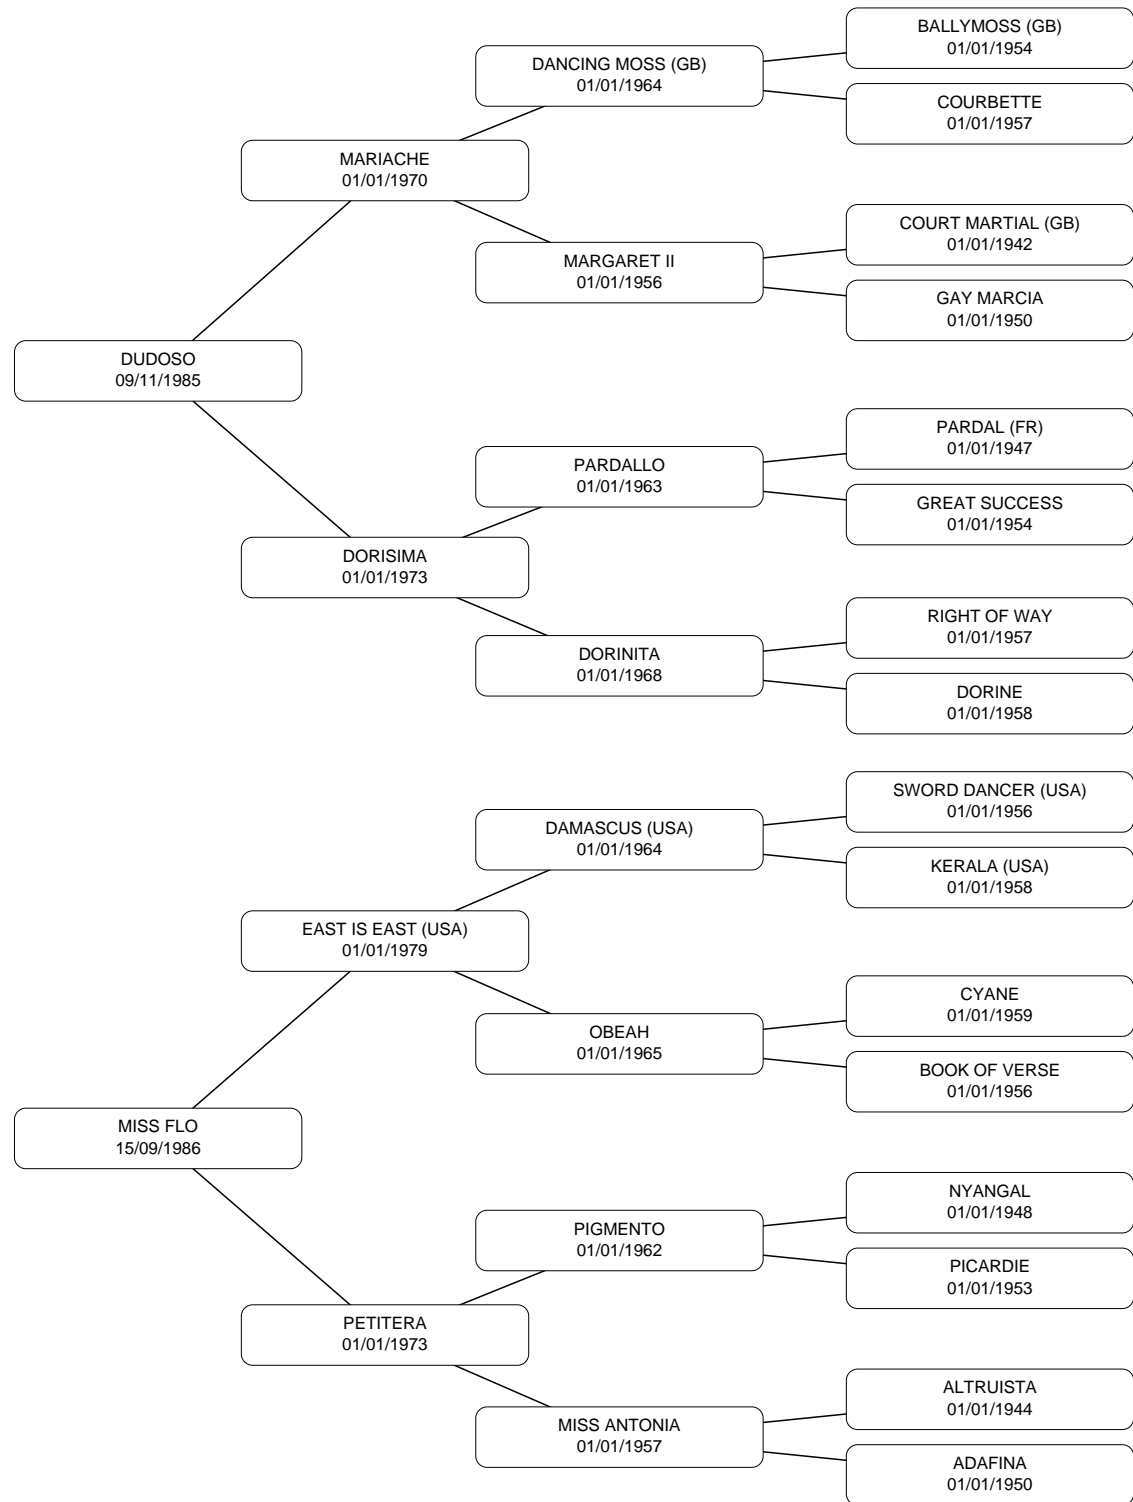 BALLYMOSS (GB)
01/01/1954
DANCING MOSS (GB)
01/01/1964
COURBETTE
01/01/1957
MARIACHE
01/01/1970
COURT MARTIAL (GB)
01/01/1942
MARGARET II
01/01/1956
GAY MARCIA
01/01/1950
DUDOSO
09/11/1985
PARDAL (FR)
01/01/1947
PARDALLO
01/01/1963
GREAT SUCCESS
01/01/1954
DORISIMA
01/01/1973
RIGHT OF WAY
01/01/1957
DORINITA
01/01/1968
DORINE
01/01/1958
SWORD DANCER (USA)
01/01/1956
DAMASCUS (USA)
01/01/1964
KERALA (USA)
01/01/1958
EAST IS EAST (USA)
01/01/1979
CYANE
01/01/1959
OBEAH
01/01/1965
BOOK OF VERSE
01/01/1956
MISS FLO
15/09/1986
NYANGAL
01/01/1948
PIGMENTO
01/01/1962
PICARDIE
01/01/1953
PETITERA
01/01/1973
ALTRUISTA
01/01/1944
MISS ANTONIA
01/01/1957
ADAFINA
01/01/1950